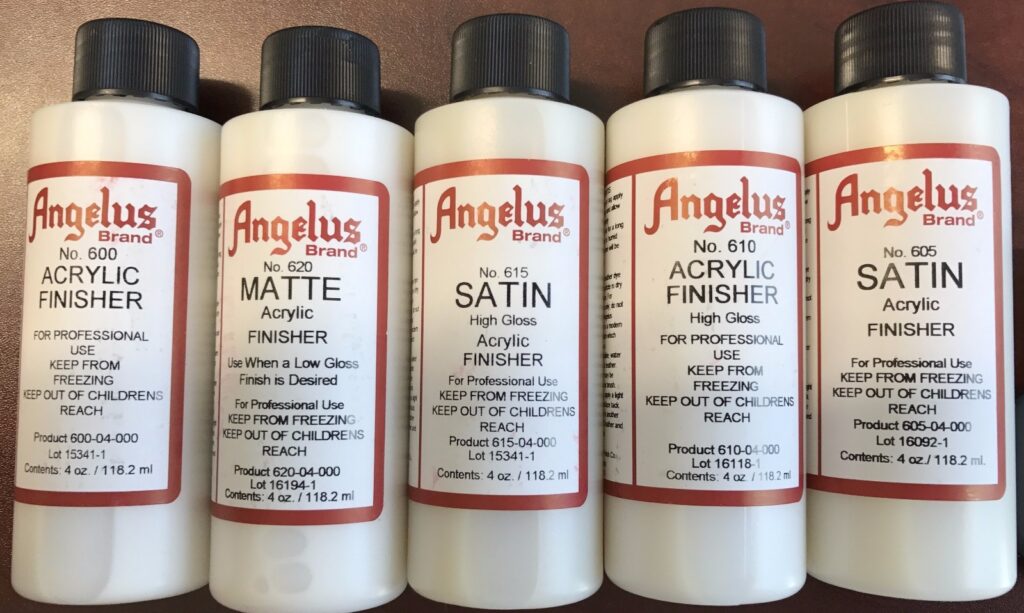 Angelus
Brand®
No. 600
ACRYLIC
FINISHER
FOR PROFESSIONAL
USE
KEEP FROM
FREEZING
KEEP OUT OF CHILDRENS
REACH
Product 600-04-000
Lot 15341-1
Contents: 4 oz. / 118.2 ml
Angelus
Brand®
No. 620
MATTE
Acrylic
FINISHER
Use When a Low Gloss
Finish is Desired
For Professional Use
KEEP FROM FREEZING
KEEP OUT OF CHILDRENS
REACH
Product 620-04-000
Lot 16194-1
Contents: 4 oz. / 118.2 ml
Angelus
Brand®
No. 615
SATIN
High Gloss
Acrylic
FINISHER
For Professional Use
KEEP FROM FREEZING
KEEP OUT OF CHILDRENS
REACH
Product 615-04-000
Lot 15341-1
Contents: 4 oz. / 118.2 ml
Angelus
Brand®
No. 610
ACRYLIC
FINISHER
High Gloss
FOR PROFESSIONAL
USE
KEEP FROM
FREEZING
KEEP OUT OF CHILDRENS
REACH
Product 610-04-000
Lot 16118-1
Contents: 4 oz. / 118.2 ml
Angelus
Brand®
No. 605
SATIN
Acrylic
FINISHER
For Professional Use
KEEP FROM FREEZING
KEEP OUT OF CHILDRENS
REACH
Product 605-04-000
Lot 16092-1
Contents: 4 oz. / 118.2 ml.